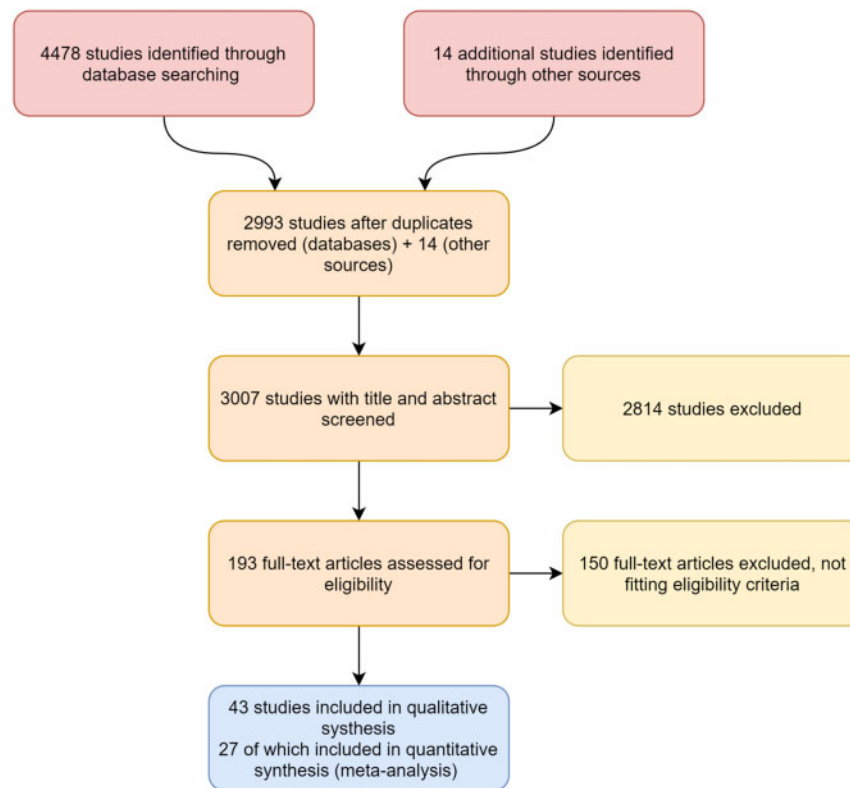 4478 studies identified through
database searching
14 additional studies identified
through other sources
2993 studies after duplicates
removed (databases) + 14 (other
sources)
3007 studies with title and abstract
screened
2814 studies excluded
193 full-text articles assessed for
eligibility
150 full-text articles excluded, not
fitting eligibility criteria
43 studies included in qualitative
systhesis
27 of which included in quantitative
synthesis (meta-analysis)